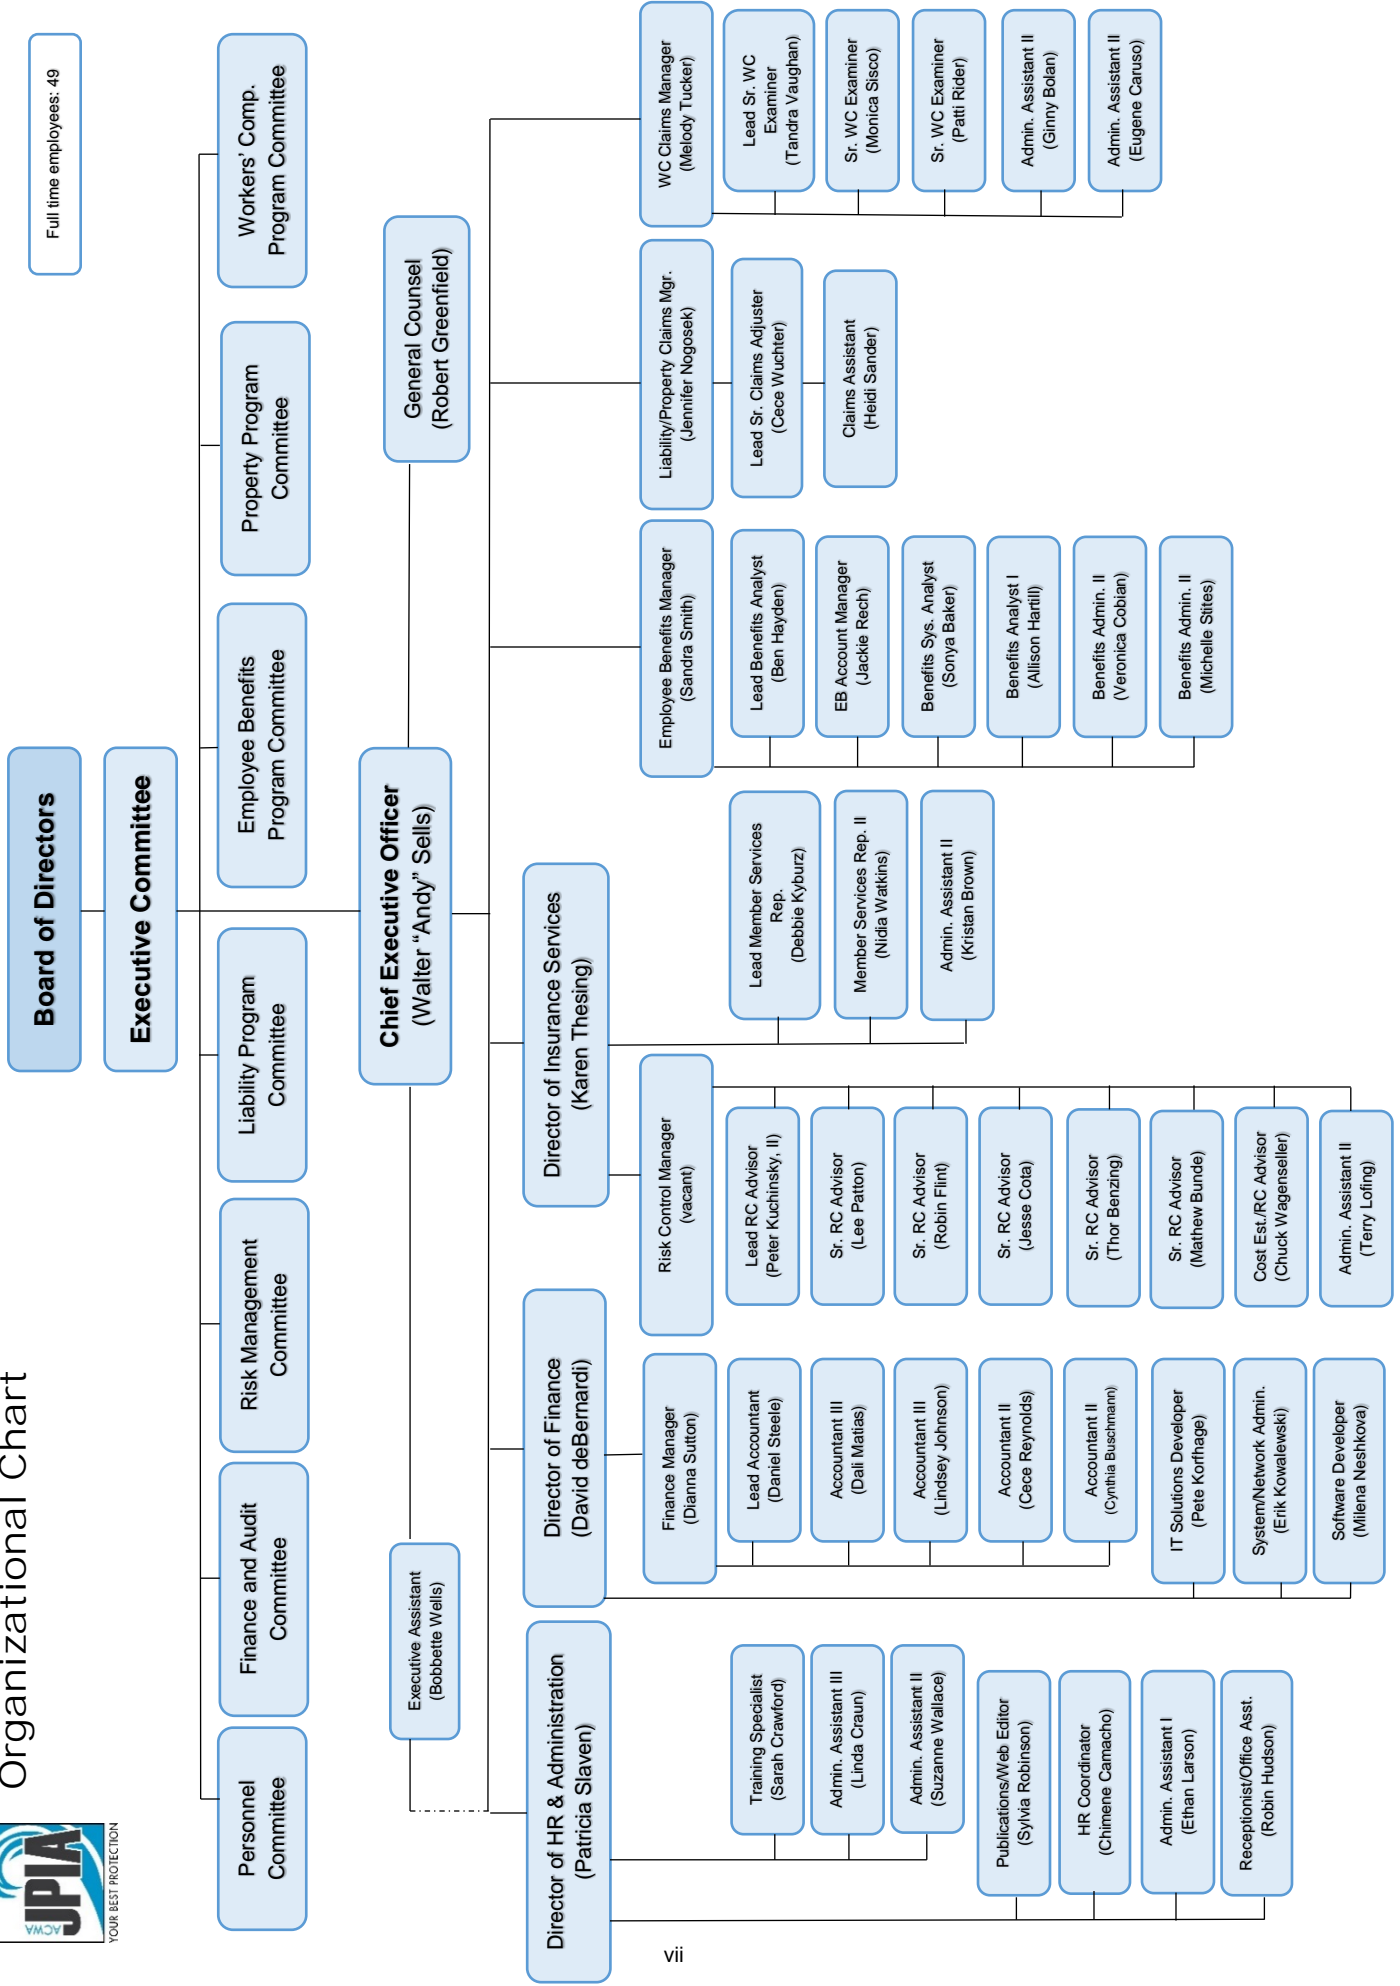 ACWA
JPIA
YOUR BEST PROTECTION
Organizational Chart
Full time employees: 49
Board of Directors
Executive Committee
Personnel
Committee
Finance and Audit
Committee
Risk Management
Committee
Liability Program
Committee
Employee Benefits
Program Committee
Property Program
Committee
Workers' Comp.
Program Committee
Chief Executive Officer
(Walter “Andy” Sells)
Executive Assistant
(Bobbette Wells)
General Counsel
(Robert Greenfield)
Director of HR & Administration
(Patricia Slaven)
Training Specialist
(Sarah Crawford)
Admin. Assistant III
(Linda Craun)
Admin. Assistant II
(Suzanne Wallace)
Publications/Web Editor
(Sylvia Robinson)
HR Coordinator
(Chimene Camacho)
Admin. Assistant I
(Ethan Larson)
Receptionist/Office Asst.
(Robin Hudson)
Director of Finance
(David deBernardi)
Finance Manager
(Dianna Sutton)
Lead Accountant
(Daniel Steele)
Accountant III
(Dali Matias)
Accountant III
(Lindsey Johnson)
Accountant II
(Cece Reynolds)
Accountant II
(Cynthia Buschmann)
IT Solutions Developer
(Pete Korfhage)
System/Network Admin.
(Erik Kowalewski)
Software Developer
(Milena Neshkova)
Director of Insurance Services
(Karen Thesing)
Risk Control Manager
(vacant)
Lead RC Advisor
(Peter Kuchinsky, II)
Sr. RC Advisor
(Lee Patton)
Sr. RC Advisor
(Robin Flint)
Sr. RC Advisor
(Jesse Cota)
Sr. RC Advisor
(Thor Benzing)
Sr. RC Advisor
(Mathew Bunde)
Cost Est./RC Advisor
(Chuck Wagenseller)
Admin. Assistant II
(Terry Lofing)
Lead Member Services
Rep.
(Debbie Kyburz)
Member Services Rep. II
(Nidia Watkins)
Admin. Assistant II
(Kristan Brown)
Employee Benefits Manager
(Sandra Smith)
Lead Benefits Analyst
(Ben Hayden)
EB Account Manager
(Jackie Rech)
Benefits Sys. Analyst
(Sonya Baker)
Benefits Analyst I
(Allison Hartill)
Benefits Admin. II
(Veronica Cobian)
Benefits Admin. II
(Michelle Stites)
Liability/Property Claims Mgr.
(Jennifer Nogosek)
Lead Sr. Claims Adjuster
(Cece Wuchter)
Claims Assistant
(Heidi Sander)
WC Claims Manager
(Melody Tucker)
Lead Sr. WC
Examiner
(Tandra Vaughan)
Sr. WC Examiner
(Monica Sisco)
Sr. WC Examiner
(Patti Rider)
Admin. Assistant II
(Ginny Bolan)
Admin. Assistant II
(Eugene Caruso)
vii